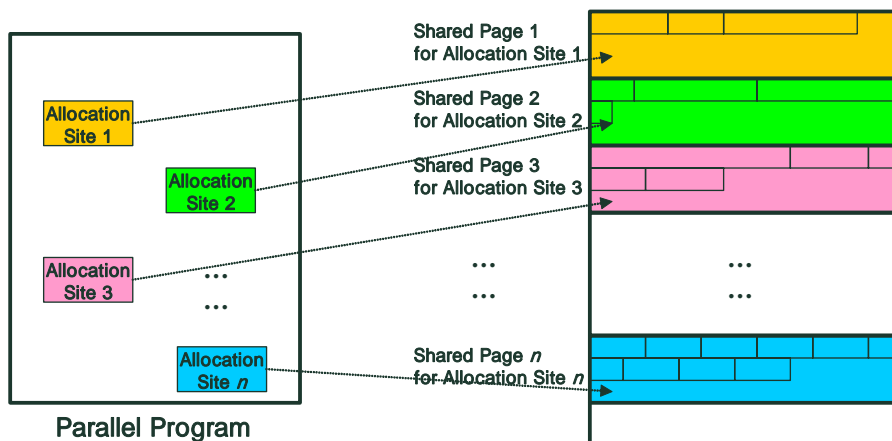 Shared Page 1
for Allocation Site 1
Allocation
Site 1
Shared Page 2
for Allocation Site 2
Allocation
Site 2
Shared Page 3
for Allocation Site 3
Allocation
Site 3
...
...
...
...
...
...
Shared Page n
for Allocation Site n
Allocation
Site n
Parallel Program